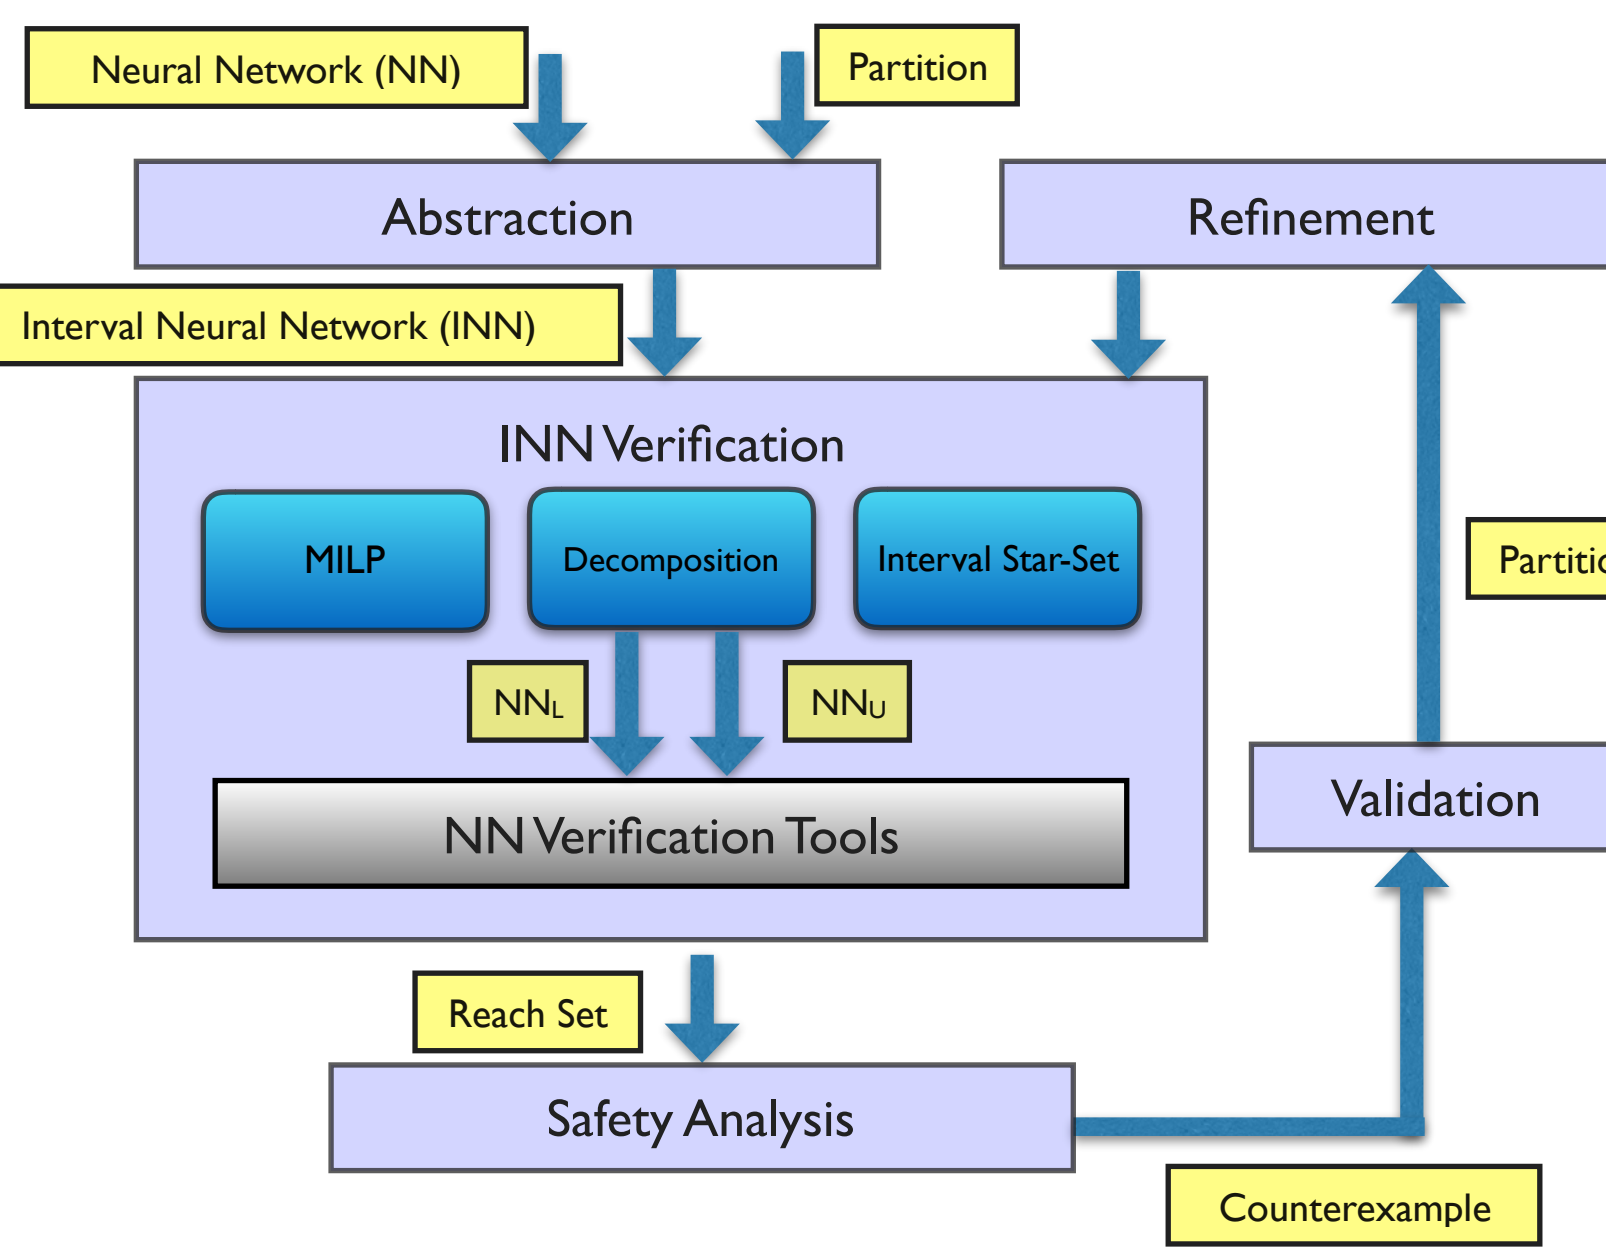 Neural Network (NN)
Partition
Abstraction
Refinement
Interval Neural Network (INN)
INN Verification
MILP
Decomposition
Interval Star-Set
NNL
NNU
NN Verification Tools
Validation
Reach Set
Safety Analysis
Counterexample